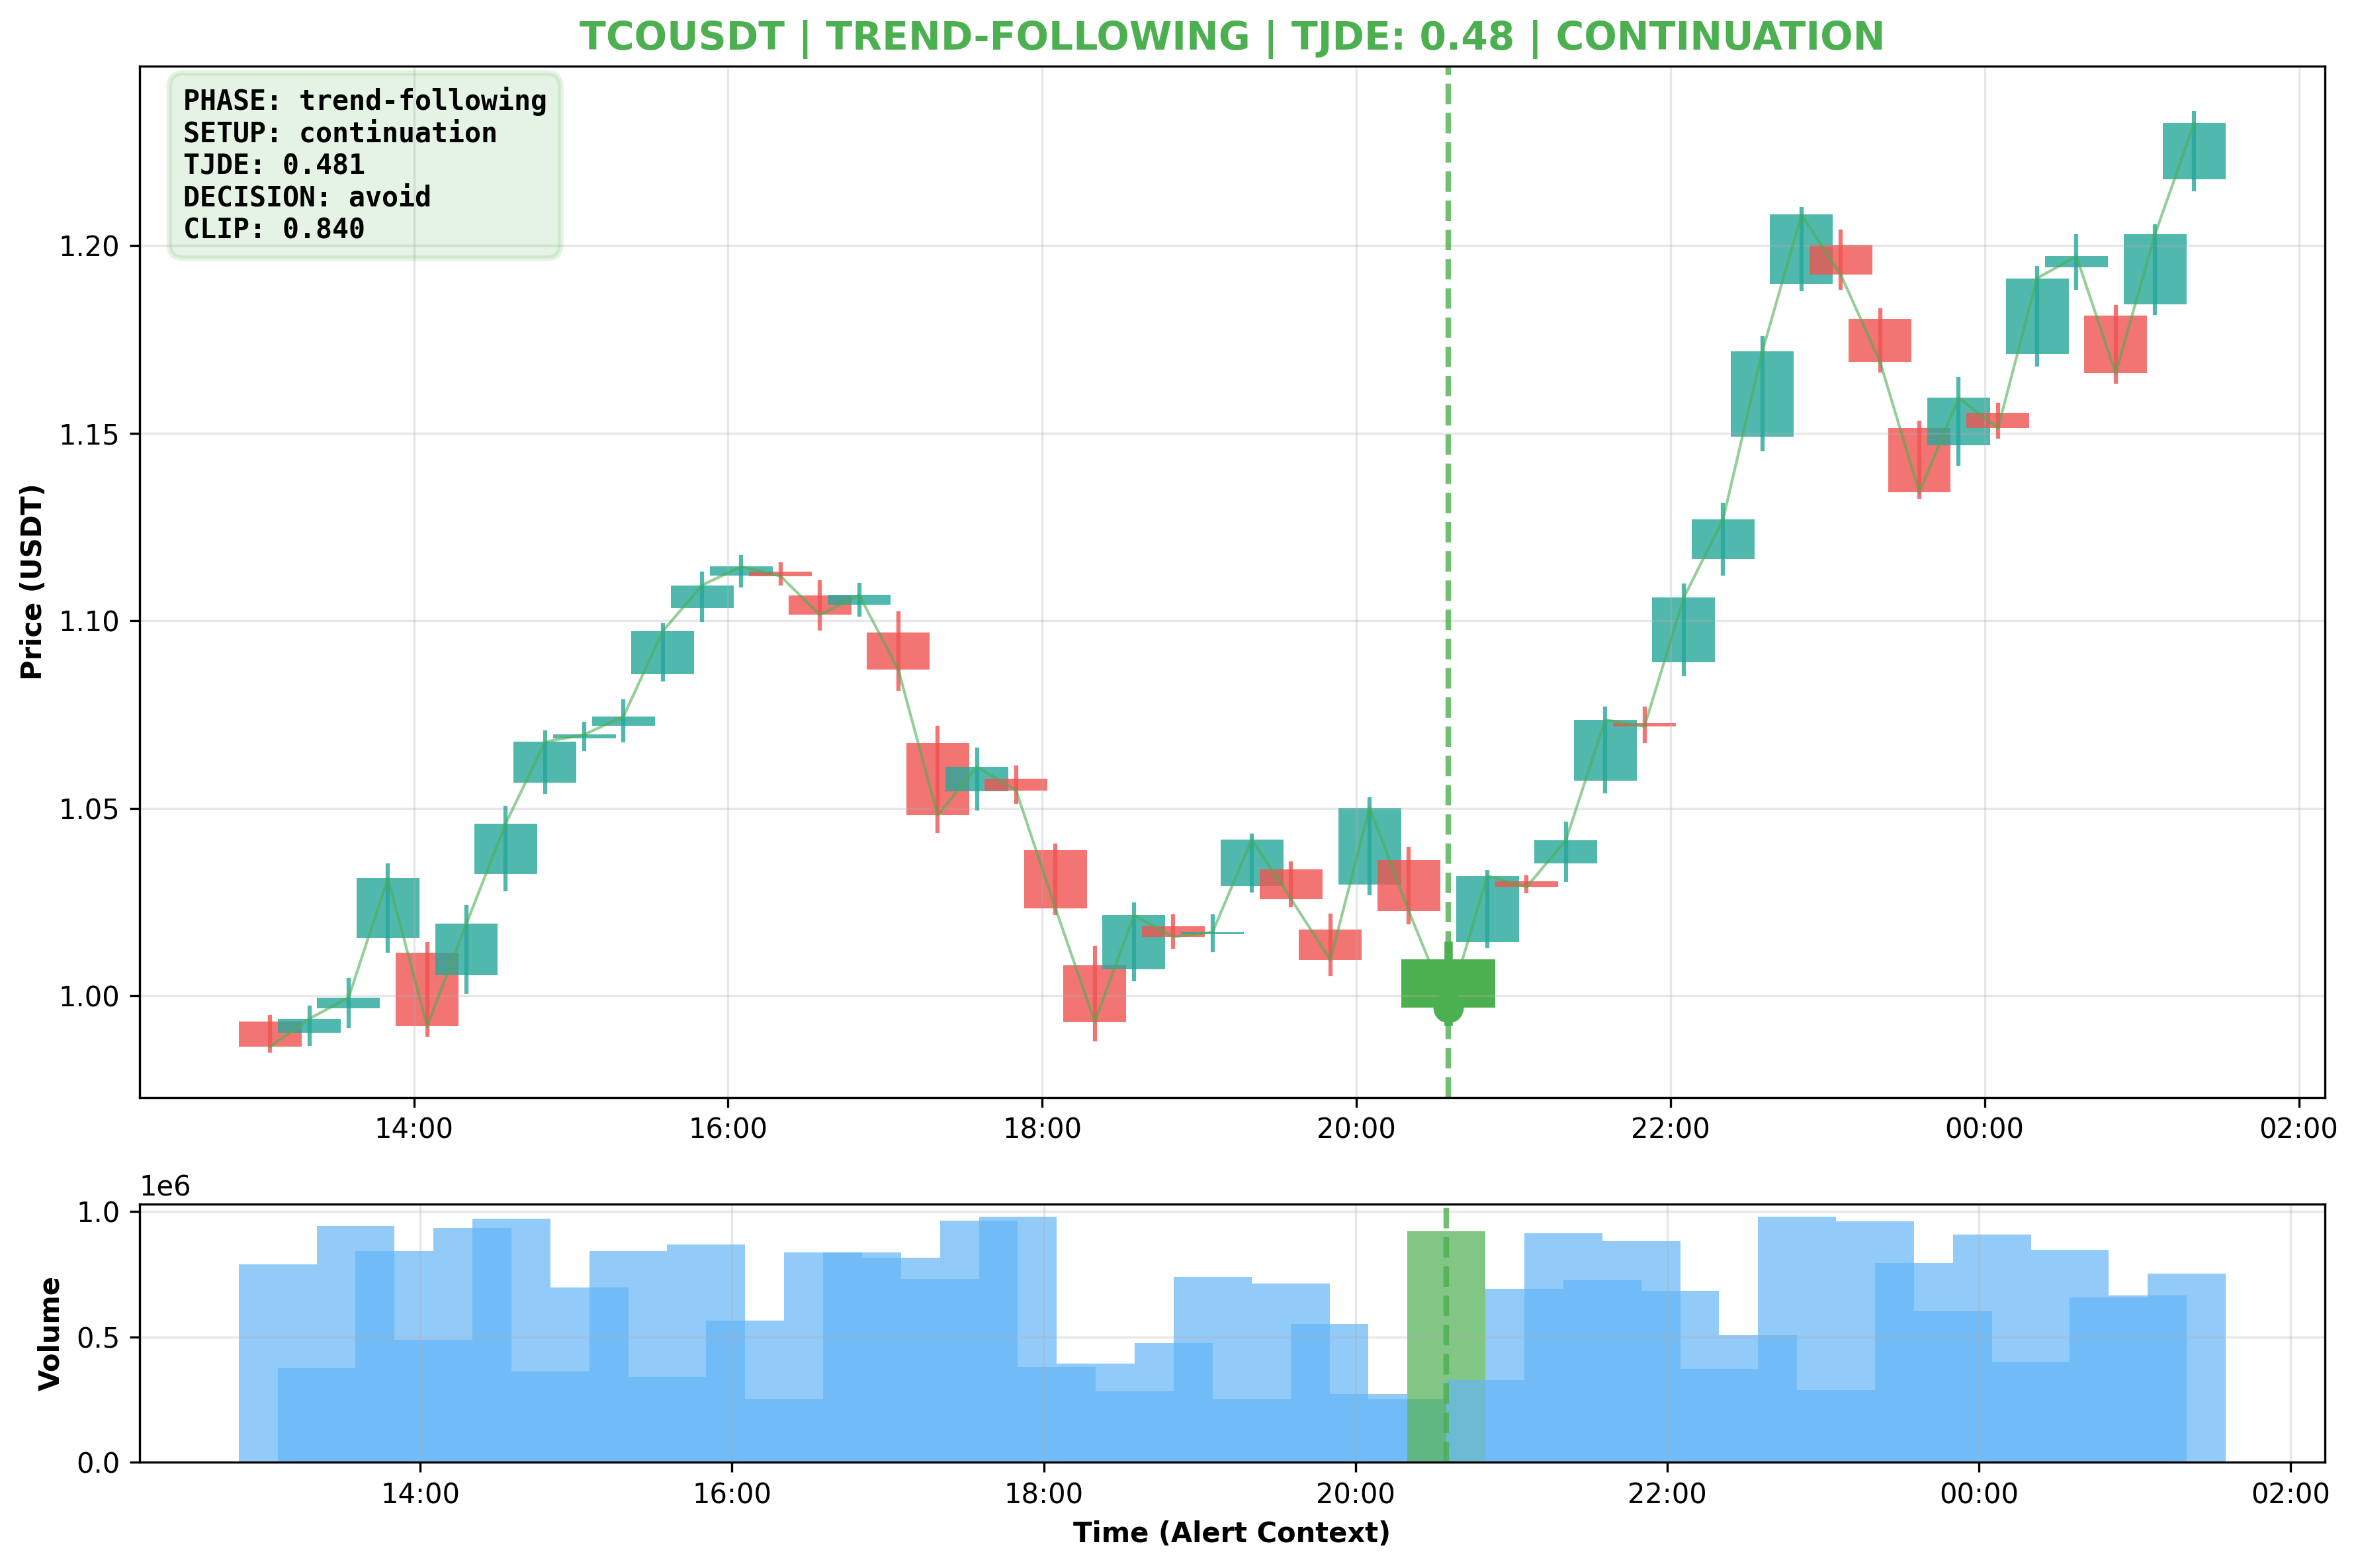 TCOUSDT | TREND-FOLLOWING | TJDE: 0.48 | CONTINUATION
PHASE: trend-following
SETUP: continuation
TJDE: 0.481
DECISION: avoid
CLIP: 0.840
Price (USDT)
1.20
1.15
1.10
1.05
1.00
14:00 16:00 18:00 20:00 22:00 00:00 02:00
1e6
Volume
1.0
0.5
0.0
14:00 16:00 18:00 20:00 22:00 00:00 02:00
Time (Alert Context)